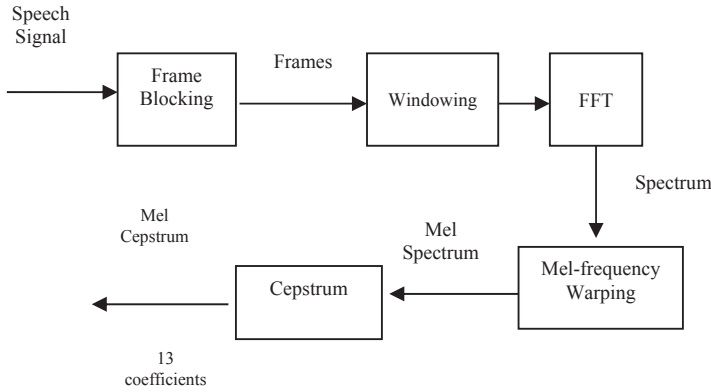 Speech
Signal
Frame
Blocking
Frames
Windowing
FFT
Spectrum
Mel-frequency
Warping
Mel
Spectrum
Cepstrum
Mel
Cepstrum
13
coefficients